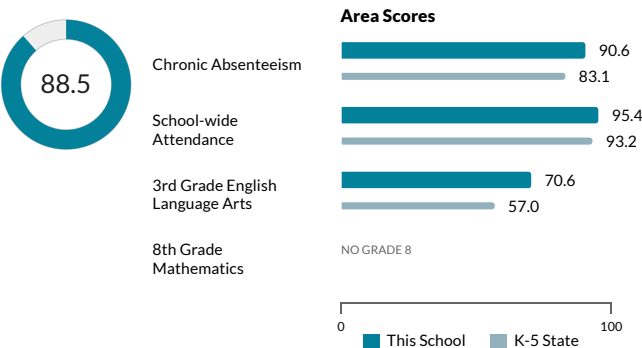 Area Scores
88.5
Chronic Absenteeism
90.6
83.1
School-wide
Attendance
95.4
93.2
3rd Grade English
Language Arts
70.6
57.0
8th Grade
Mathematics
NO GRADE 8
0
100
This School
K-5 State